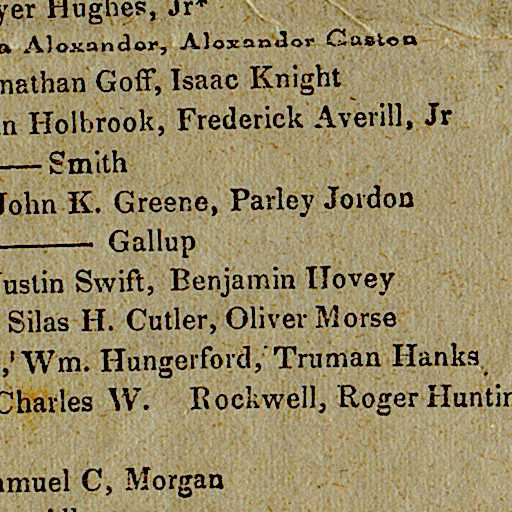 yer Hughes, Jr*
a Alexander, Alexander Gaston
nathan Goff, Isaac Knight
n Holbrook, Frederick Averill, Jr
—— Smith
John K. Greene, Parley Jordon
——— Gallup
ustin Swift, Benjamin Hovey
Silas H. Cutler, Oliver Morse
, Wm. Hungerford, Truman Hanks
Charles W. Rockwell, Roger Huntin
amuel C, Morgan